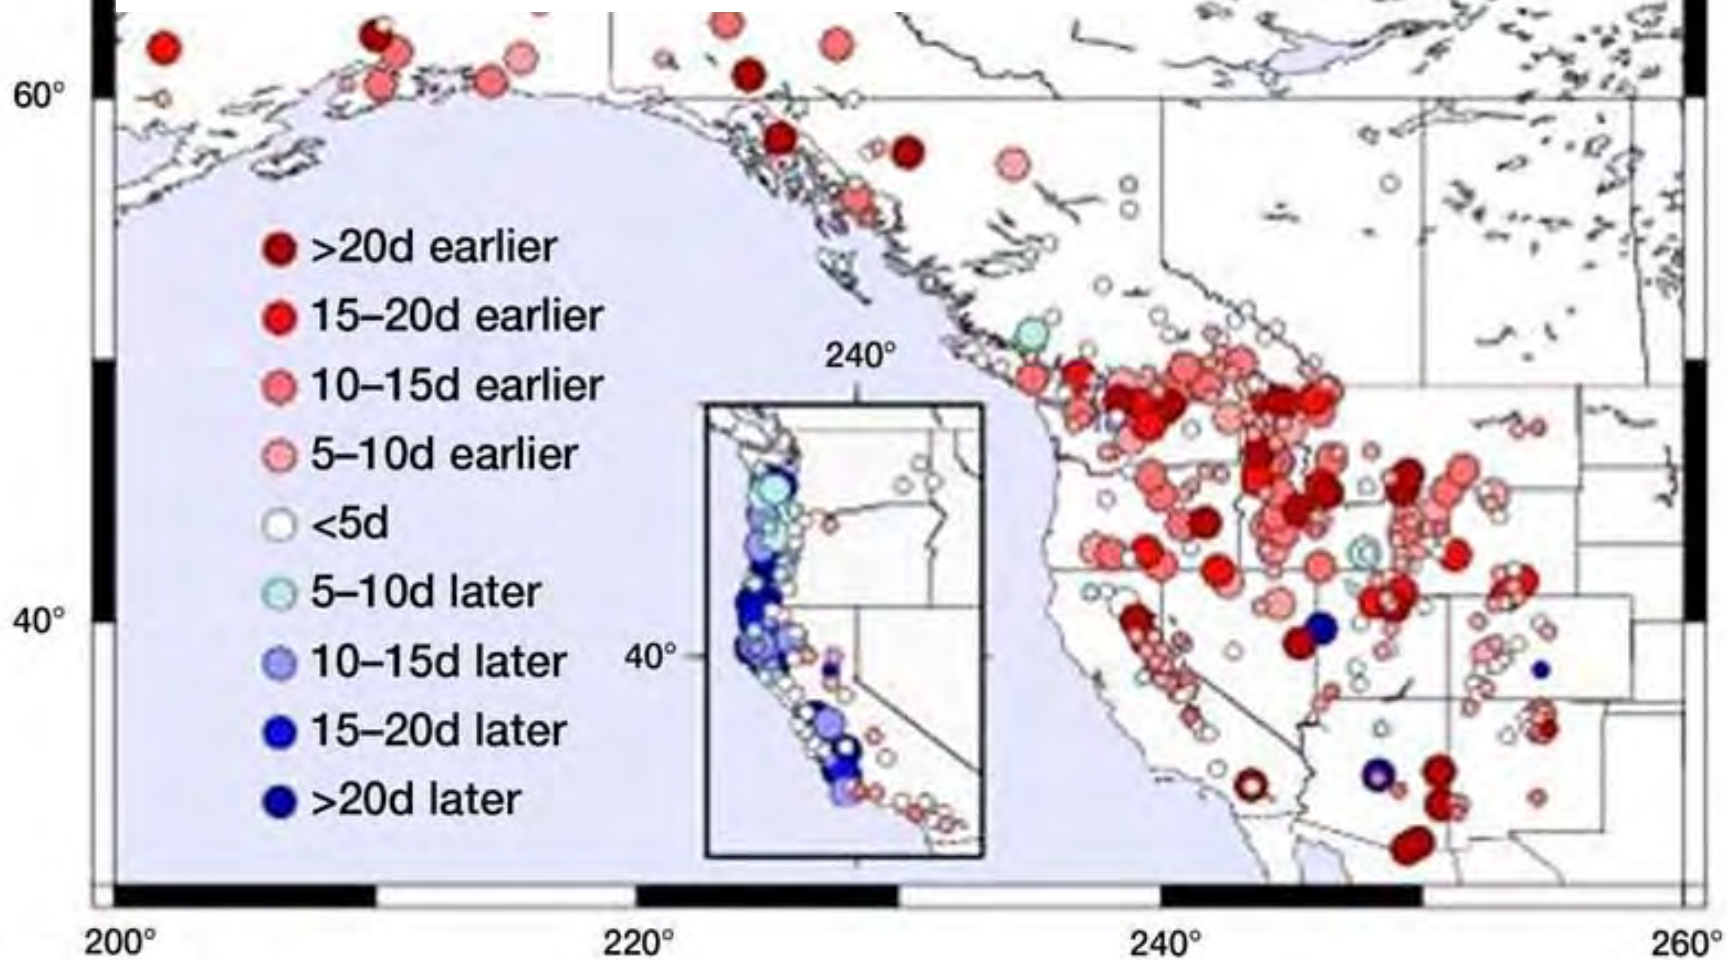 60°
>20d earlier
15–20d earlier
240°
10–15d earlier
5–10d earlier
<5d
5–10d later
40°
40°
10–15d later
15–20d later
>20d later
200°
220°
240°
260°